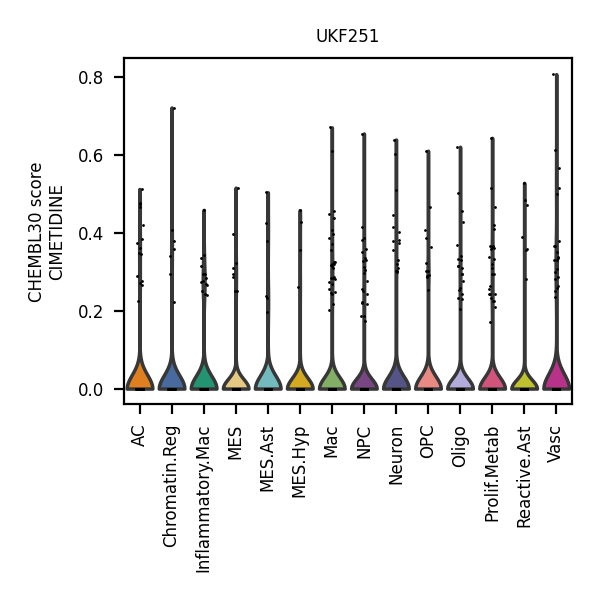 UKF251
CHEMBL30 score
CIMETIDINE
0.8
0.6
0.4
0.2
0.0
AC
Chromatin.Reg
Inflammatory.Mac
MES
MES.Ast
MES.Hyp
Mac
NPC
Neuron
OPC
Oligo
Prolif.Metab
Reactive.Ast
Vasc